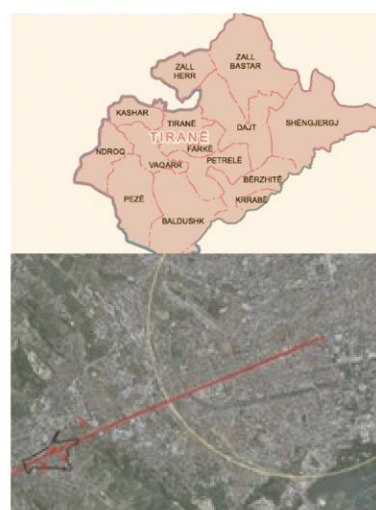 ZALL
HERR
ZALL
BASTAR
KASHAR
TIRANË
TIRANË
DAJT
SHËNGJERGJ
FARKË
NDROQ
VAQARR
PETRELË
BËRZHITË
PEZË
KRRABË
BALDUSHK